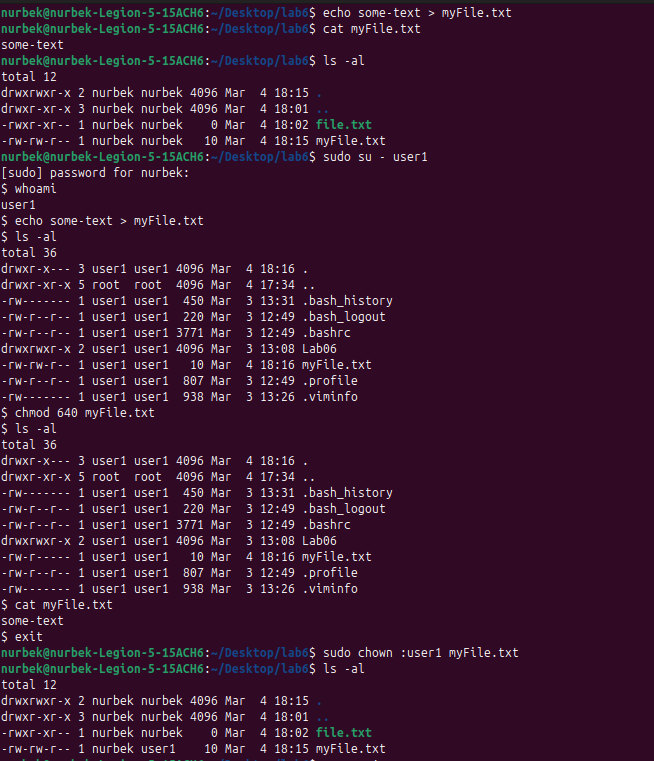 nurbek@nurbek-Legion-5-15ACH6:~/Desktop/lab6$ echo some-text > myFile.txt
nurbek@nurbek-Legion-5-15ACH6:~/Desktop/lab6$ cat myFile.txt
some-text
nurbek@nurbek-Legion-5-15ACH6:~/Desktop/lab6$ ls -al
total 12
drwxrwxr-x 2 nurbek nurbek 4096 Mar  4 18:15 .
drwxrwxr-x 3 nurbek nurbek 4096 Mar  4 18:01 ..
-rwxr-xr-- 1 nurbek nurbek    0 Mar  4 18:02 file.txt
-rw-rw-r-- 1 nurbek nurbek   10 Mar  4 18:15 myFile.txt
nurbek@nurbek-Legion-5-15ACH6:~/Desktop/lab6$ sudo su - user1
[sudo] password for nurbek:
$ whoami
user1
$ echo some-text > myFile.txt
$ ls -al
total 36
drwxr-x--- 3 user1 user1 4096 Mar  4 18:16 .
drwxr-xr-x 5 root  root  4096 Mar  4 17:34 ..
-rw------- 1 user1 user1  450 Mar  3 13:31 .bash_history
-rw-r--r-- 1 user1 user1  220 Mar  3 12:49 .bash_logout
-rw-r--r-- 1 user1 user1 3771 Mar  3 12:49 .bashrc
drwxrwxr-x 2 user1 user1 4096 Mar  3 13:08 Lab06
-rw-rw-r-- 1 user1 user1   10 Mar  4 18:16 myFile.txt
-rw-r--r-- 1 user1 user1  807 Mar  3 12:49 .profile
-rw------- 1 user1 user1  938 Mar  3 13:26 .viminfo
$ chmod 640 myFile.txt
$ ls -al
total 36
drwxr-x--- 3 user1 user1 4096 Mar  4 18:16 .
drwxr-xr-x 5 root  root  4096 Mar  4 17:34 ..
-rw------- 1 user1 user1  450 Mar  3 13:31 .bash_history
-rw-r--r-- 1 user1 user1  220 Mar  3 12:49 .bash_logout
-rw-r--r-- 1 user1 user1 3771 Mar  3 12:49 .bashrc
drwxrwxr-x 2 user1 user1 4096 Mar  3 13:08 Lab06
-rw-r----- 1 user1 user1   10 Mar  4 18:16 myFile.txt
-rw-r--r-- 1 user1 user1  807 Mar  3 12:49 .profile
-rw------- 1 user1 user1  938 Mar  3 13:26 .viminfo
$ cat myFile.txt
some-text
$ exit
nurbek@nurbek-Legion-5-15ACH6:~/Desktop/lab6$ sudo chown :user1 myFile.txt
nurbek@nurbek-Legion-5-15ACH6:~/Desktop/lab6$ ls -al
total 12
drwxrwxr-x 2 nurbek nurbek 4096 Mar  4 18:15 .
drwxrwxr-x 3 nurbek nurbek 4096 Mar  4 18:01 ..
-rwxr-xr-- 1 nurbek nurbek    0 Mar  4 18:02 file.txt
-rw-rw-r-- 1 nurbek user1    10 Mar  4 18:15 myFile.txt